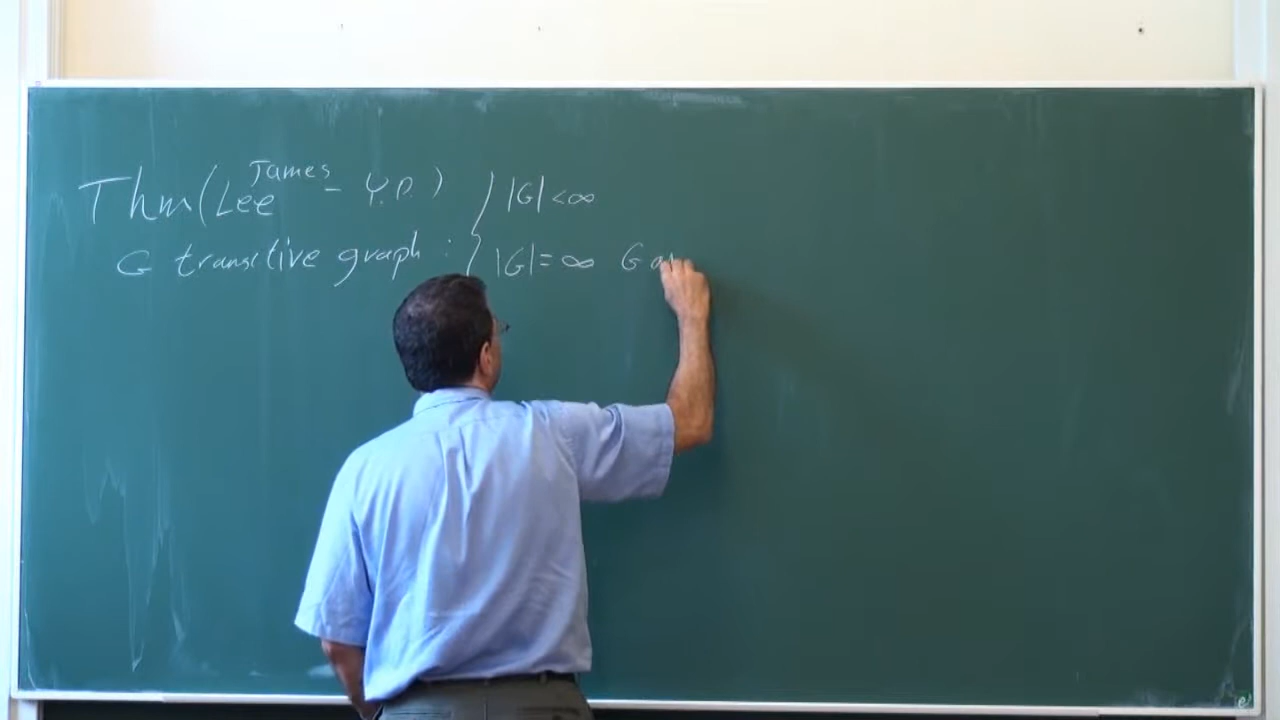 Thm (Lee James - Y.P.) { |G| < ∞
G transitive graph : |G| = ∞ G a